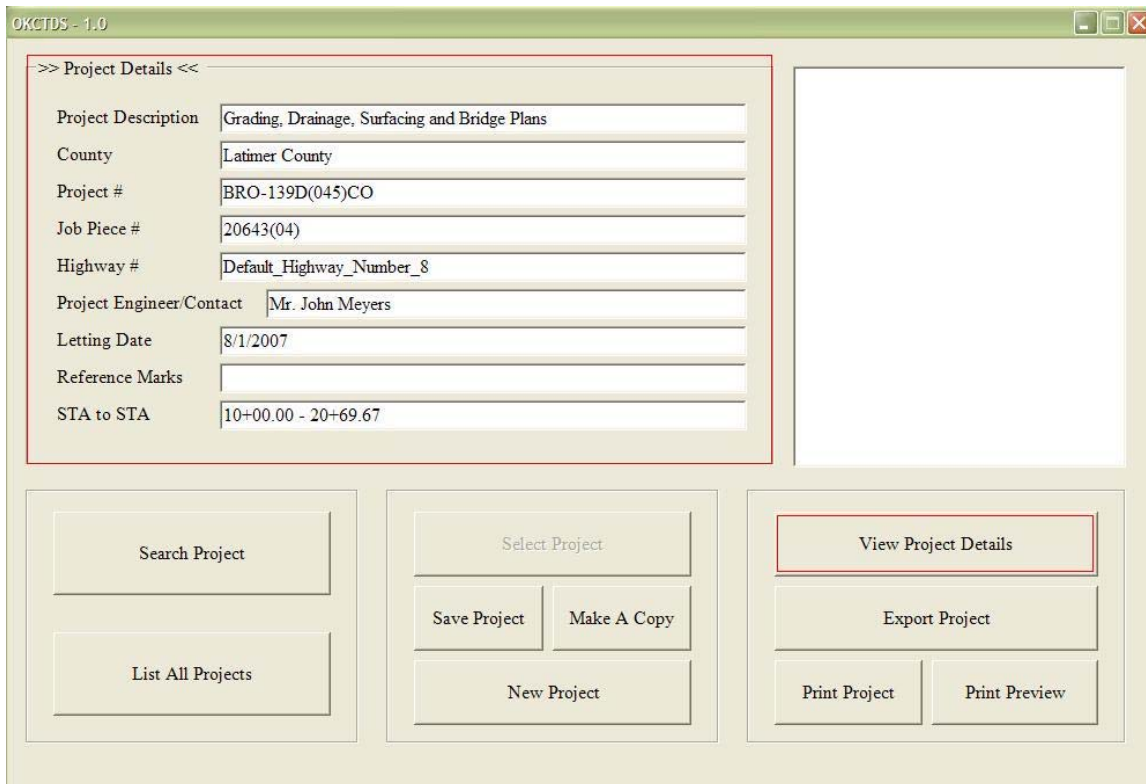 OKCTDS - 1.0
>> Project Details <<
Project Description Grading, Drainage, Surfacing and Bridge Plans
County Latimer County
Project # BRO-139D(045)CO
Job Piece # 20643(04)
Highway # Default_Highway_Number_8
Project Engineer/Contact Mr. John Meyers
Letting Date 8/1/2007
Reference Marks
STA to STA 10+00.00 - 20+69.67
Search Project
List All Projects
Select Project
Save Project Make A Copy
New Project
View Project Details
Export Project
Print Project Print Preview